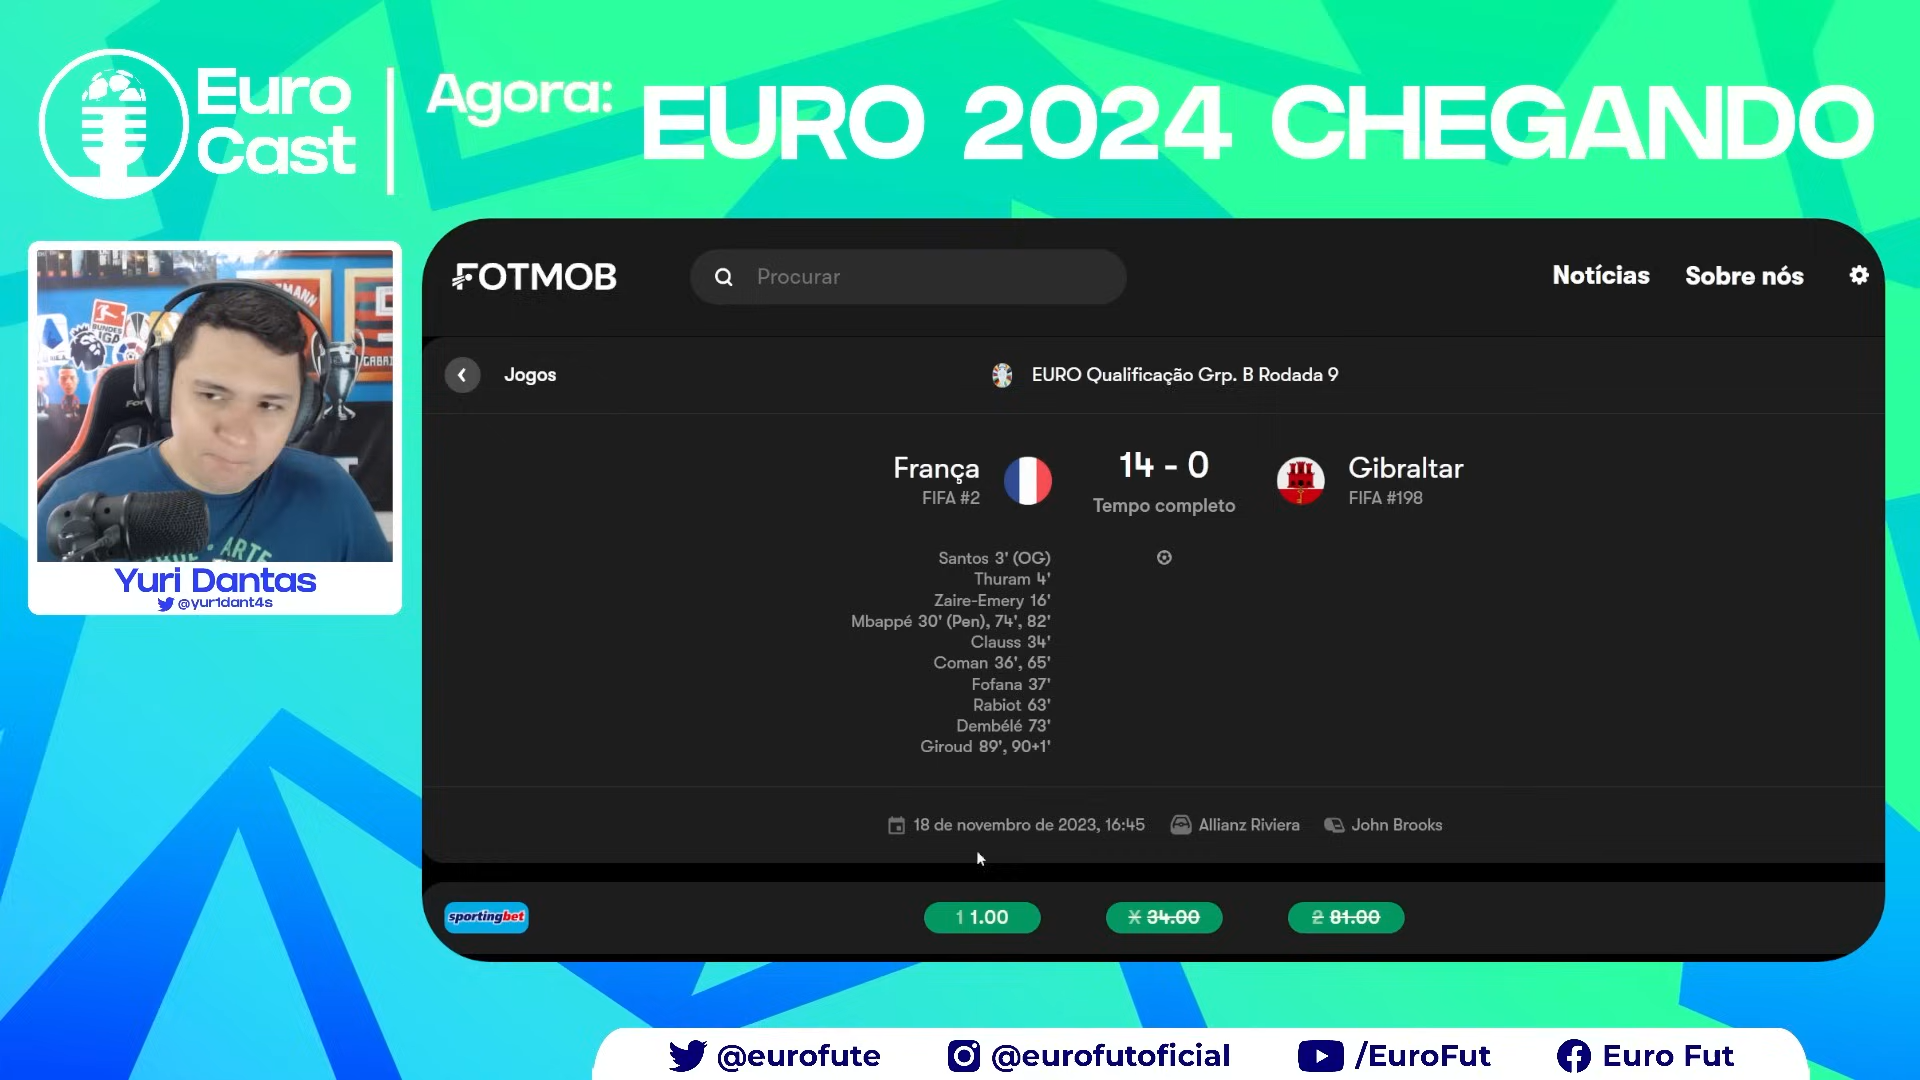 Euro
Cast
Agora:
EURO 2024 CHEGANDO
FOTMOB
Procurar
Notícias
Sobre nós
Jogos
EURO Qualificação Grp. B Rodada 9
França
FIFA #2
14 - 0
Tempo completo
Gibraltar
FIFA #198
Santos 3' (OG)
Thuram 4'
Zaire-Emery 16'
Mbappé 30' (Pen), 74', 82'
Clauss 34'
Coman 36', 65'
Fofana 37'
Rabiot 63'
Dembélé 73'
Giroud 89', 90+1'
18 de novembro de 2023, 16:45
Allianz Riviera
John Brooks
sportingbet
1 1.00
X 34.00
2 81.00
BUNDES
LIGA
ARTE
Yuri Dantas
@yur1dant4s
@eurofute
@eurofutoficial
/EuroFut
Euro Fut